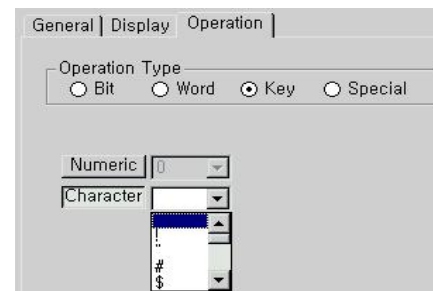 General Display Operation
Operation Type
Bit Word Key Special
Numeric 0
Character
!
#
$